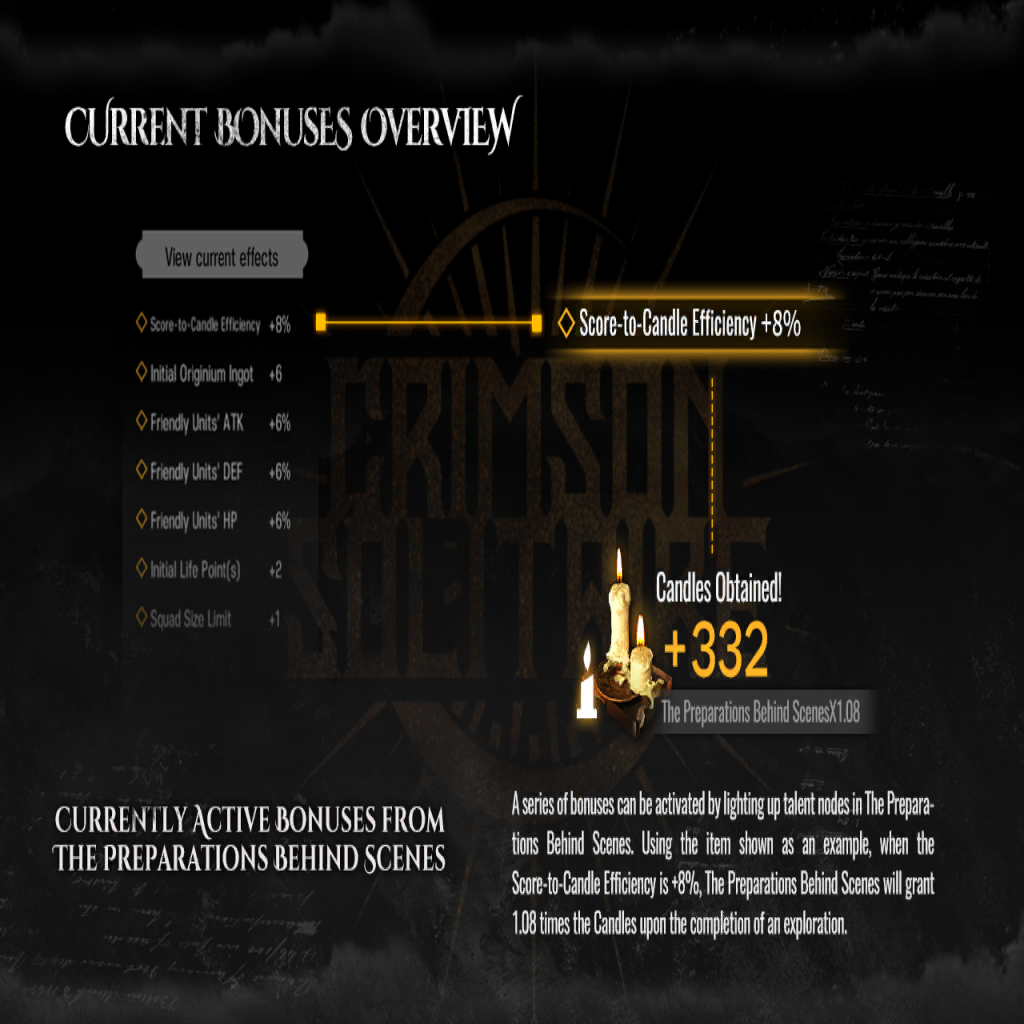 CURRENT BONUSES OVERVIEW
View current effects
Score-to-Candle Efficiency +8%
Score-to-Candle Efficiency +8%
Initial Originium Ingot +6
Friendly Units' ATK +6%
Friendly Units' DEF +6%
Friendly Units' HP +6%
Initial Life Point(s) +2
Squad Size Limit +1
CRIMSON
SOLITAIRE
Candles Obtained!
+332
The Preparations Behind ScenesX1.08
CURRENTLY ACTIVE BONUSES FROM
THE PREPARATIONS BEHIND SCENES
A series of bonuses can be activated by lighting up talent nodes in The Prepara-
tions Behind Scenes. Using the item shown as an example, when the
Score-to-Candle Efficiency is +8%, The Preparations Behind Scenes will grant
1.08 times the Candles upon the completion of an exploration.